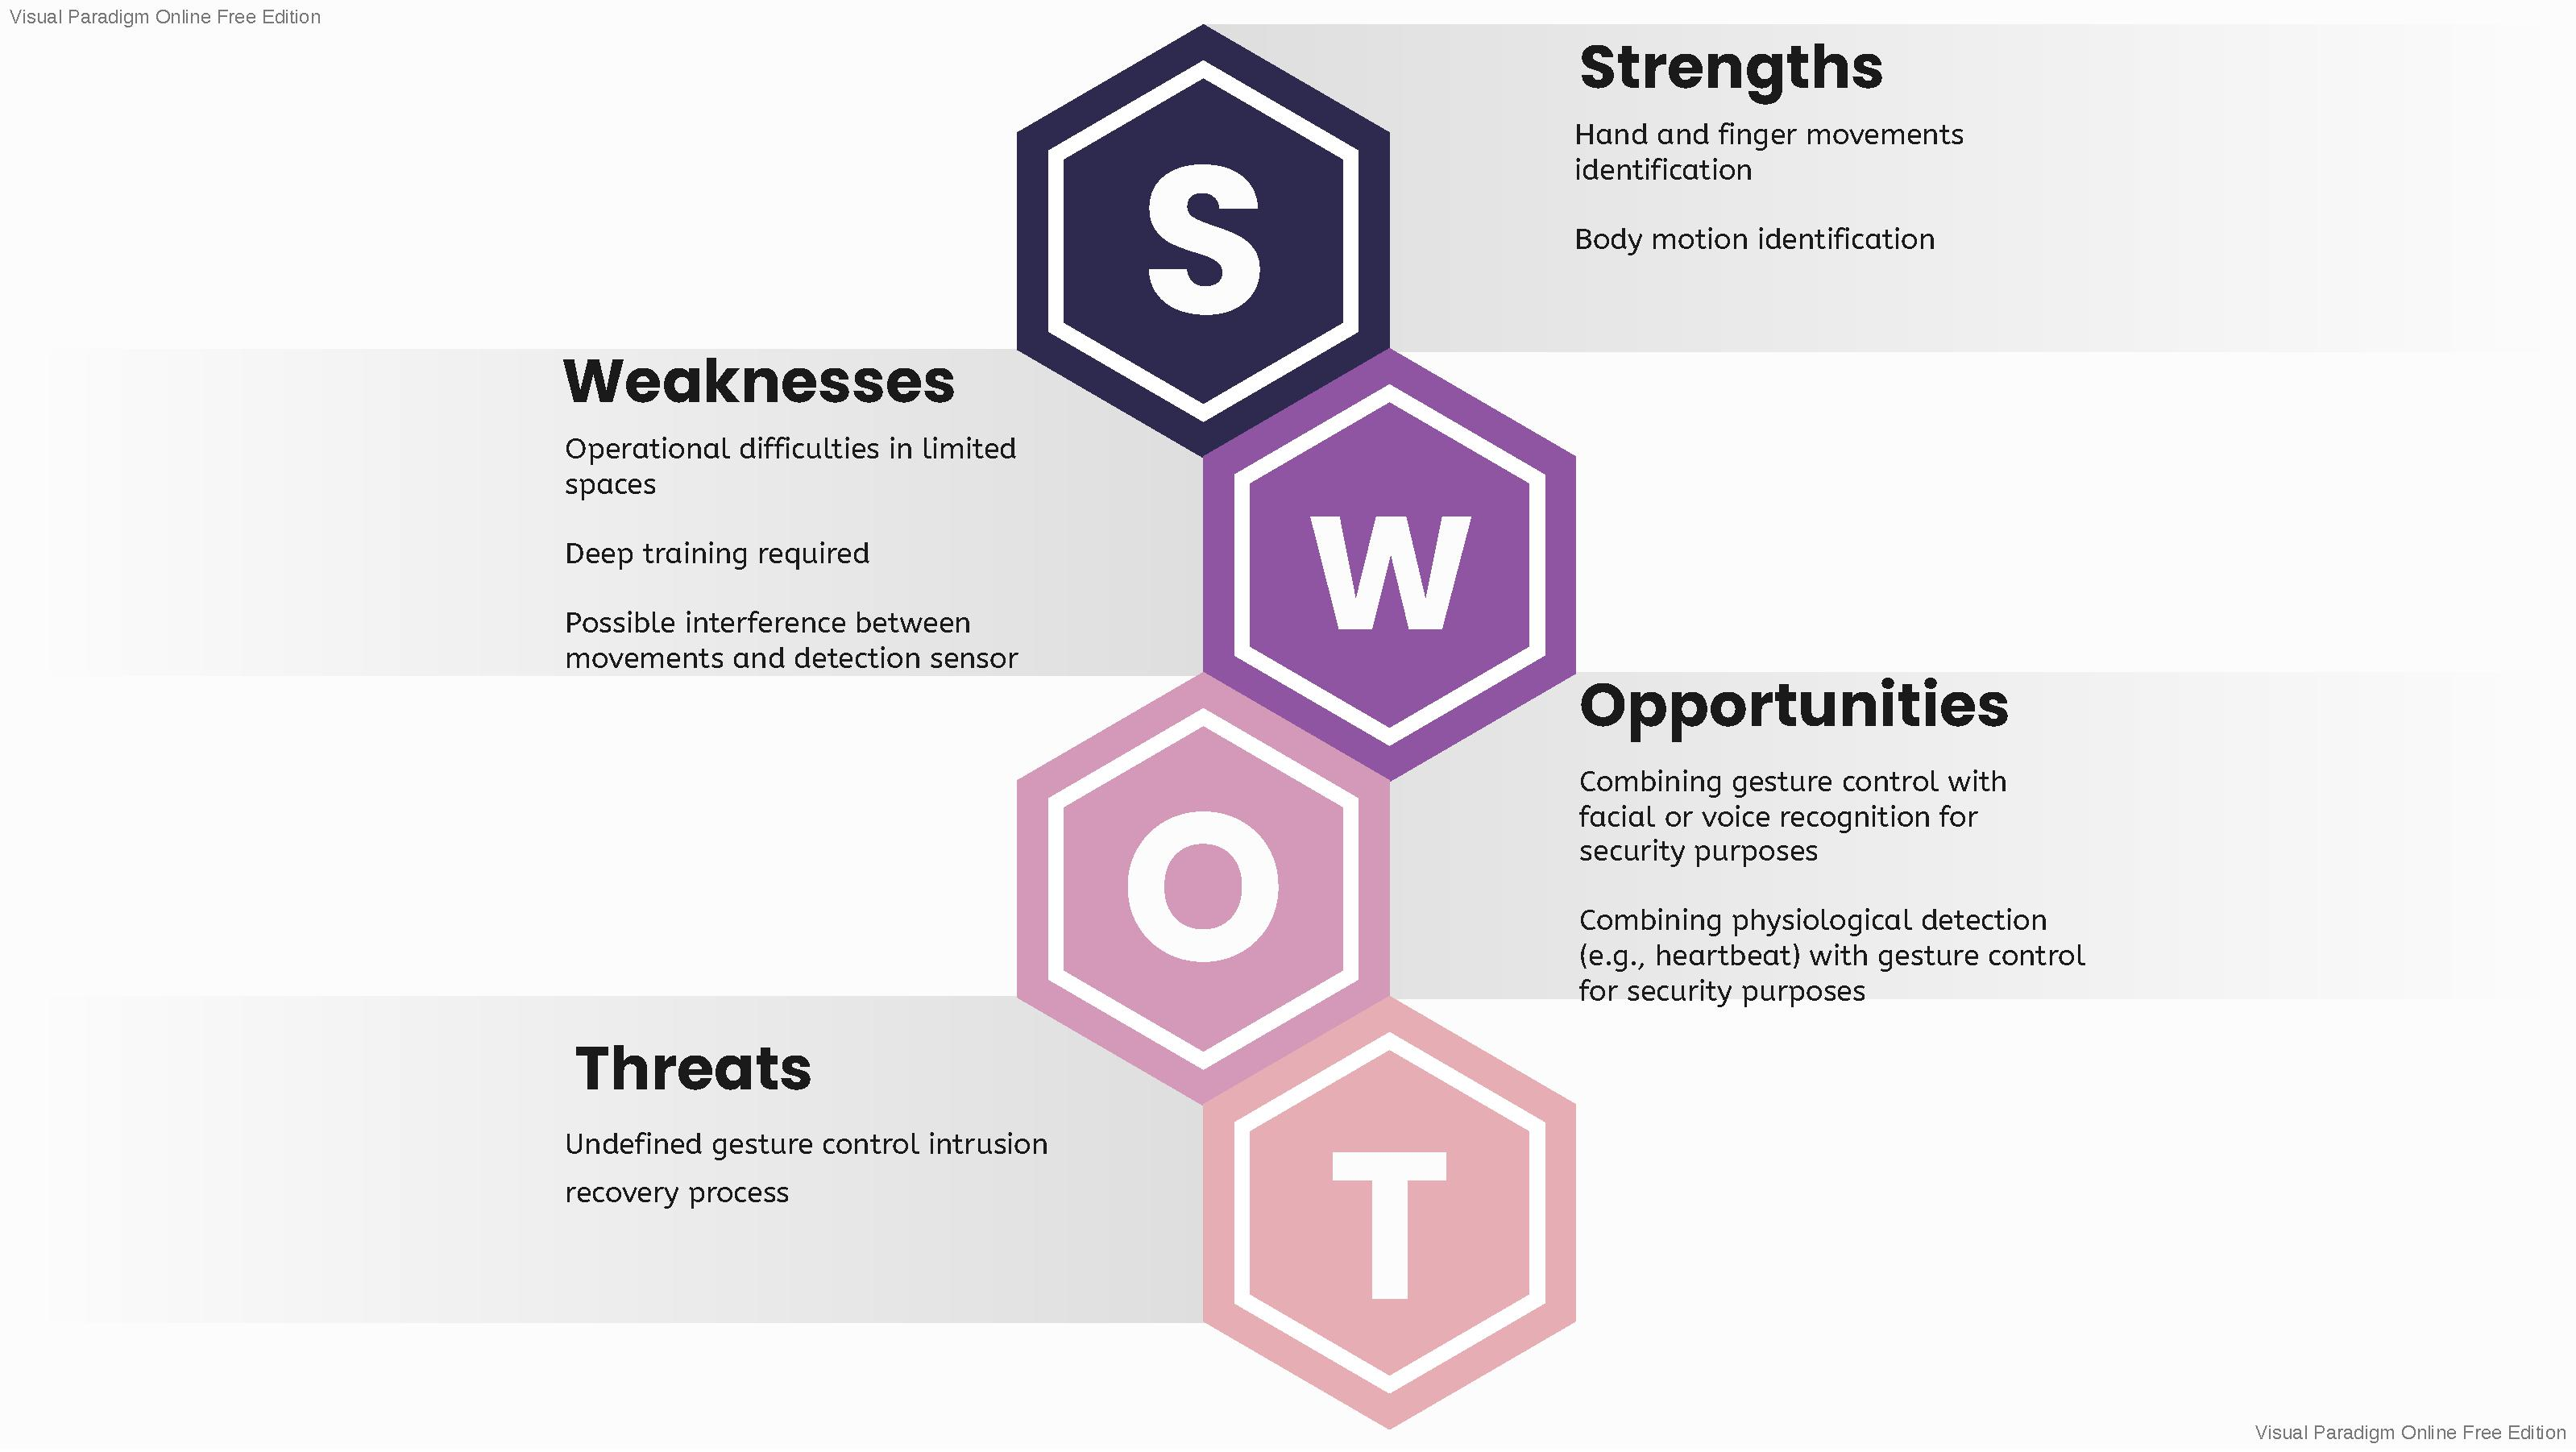 Visual Paradigm Online Free Edition
S
Strengths
Hand and finger movements
identification
Body motion identification
Weaknesses
Operational difficulties in limited
spaces
Deep training required
Possible interference between
movements and detection sensor
W
Opportunities
Combining gesture control with
facial or voice recognition for
security purposes
Combining physiological detection
(e.g., heartbeat) with gesture control
for security purposes
O
Threats
Undefined gesture control intrusion
recovery process
T
Visual Paradigm Online Free Edition